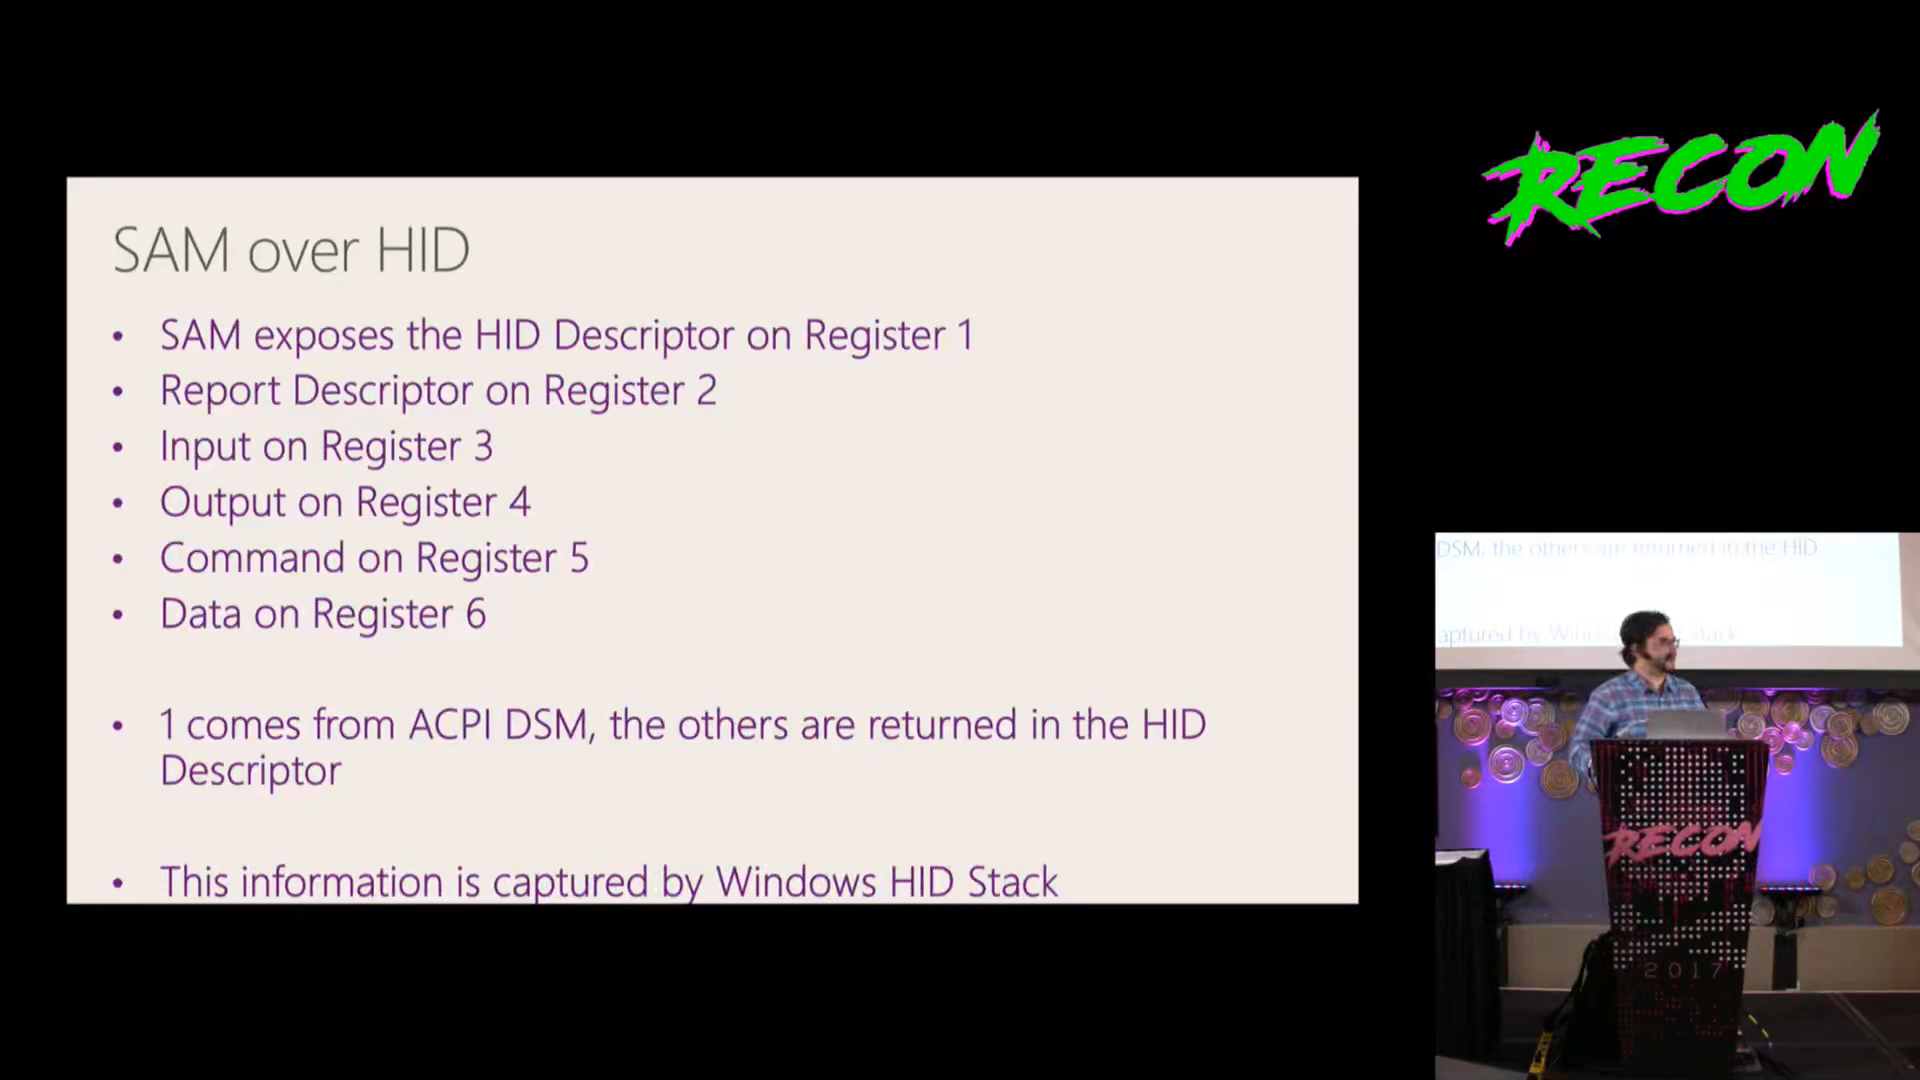 RECON
SAM over HID
• SAM exposes the HID Descriptor on Register 1
• Report Descriptor on Register 2
• Input on Register 3
• Output on Register 4
• Command on Register 5
• Data on Register 6
• 1 comes from ACPI DSM, the others are returned in the HID
Descriptor
• This information is captured by Windows HID Stack
DSM, the others are returned in the HID
aptured by Stack
RECON
2017